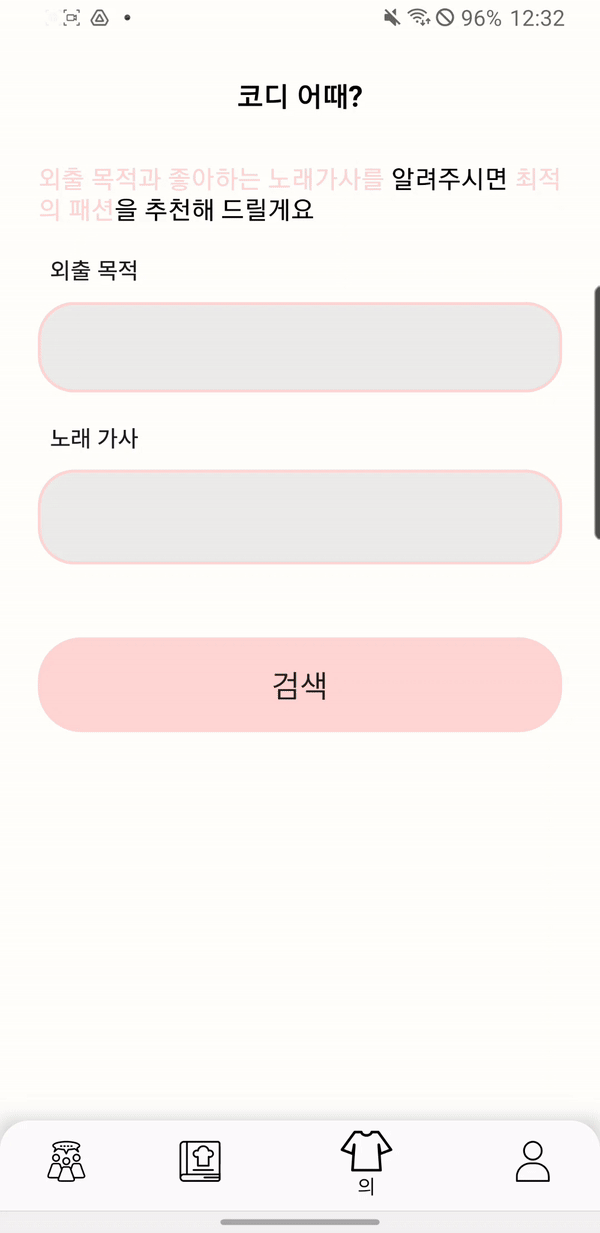 96% 12:32
코디 어때?
외출 목적과 좋아하는 노래가사를 알려주시면 최적
의 패션을 추천해 드릴게요
외출 목적
노래 가사
검색
의